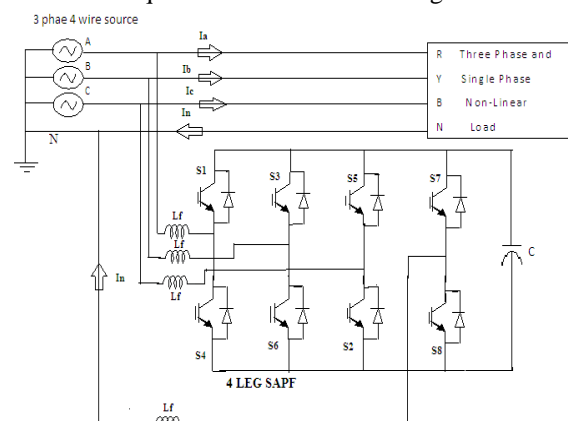 3 phae 4 wire source
A
Ia
R Three Phase and
B
Ib
Y Single Phase
C
Ic
B Non-Linear
In
N Load
N
S1
S3
S5
S7
Lf
Lf
C
In
Lf
S4
S6
S2
S8
4 LEG SAPF
Lf